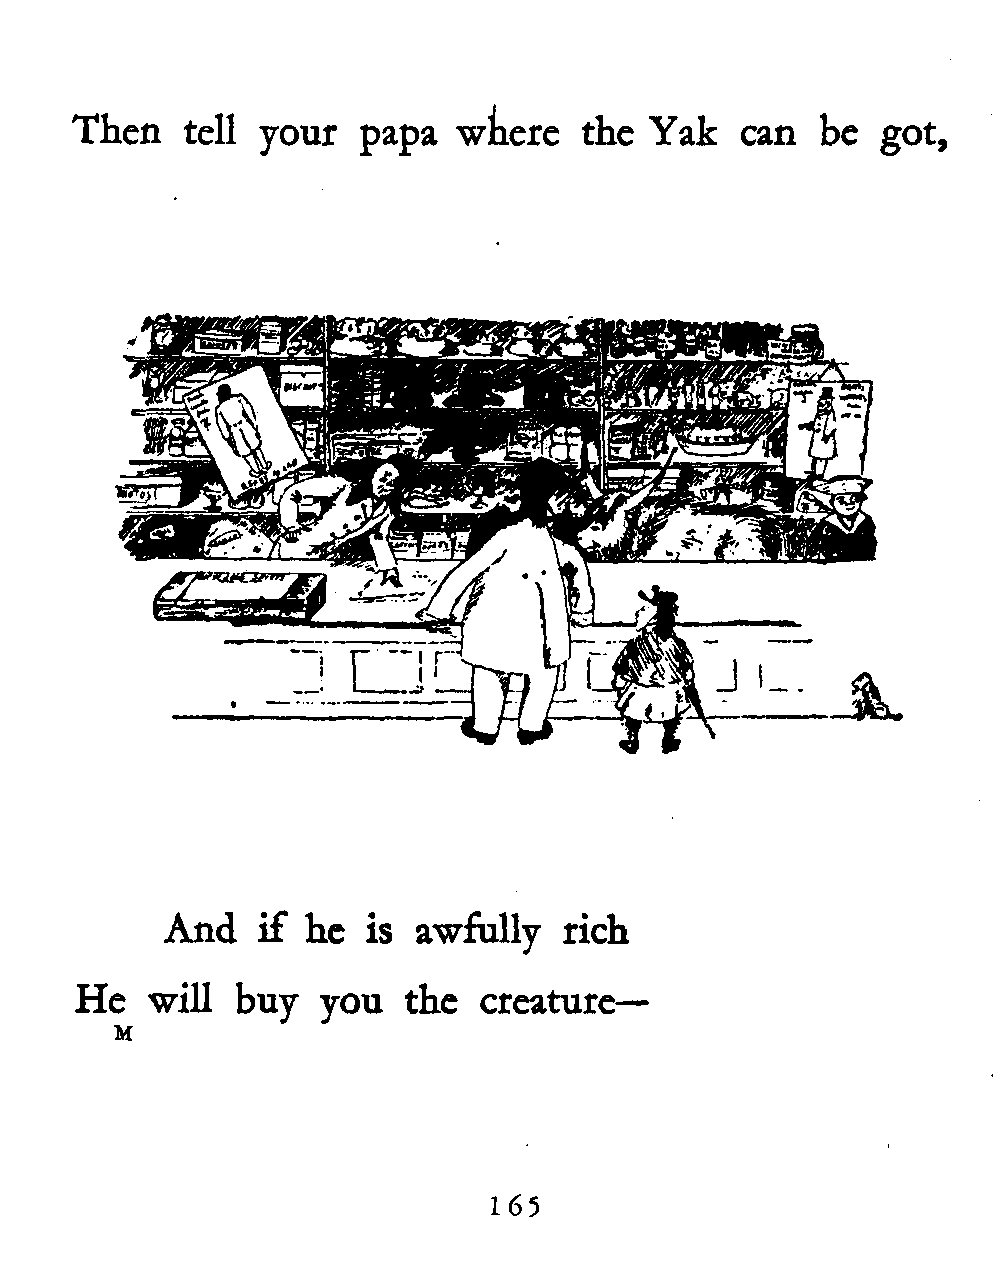 Then tell your papa where the Yak can be got,
And if he is awfully rich
He will buy you the creature—
M
165